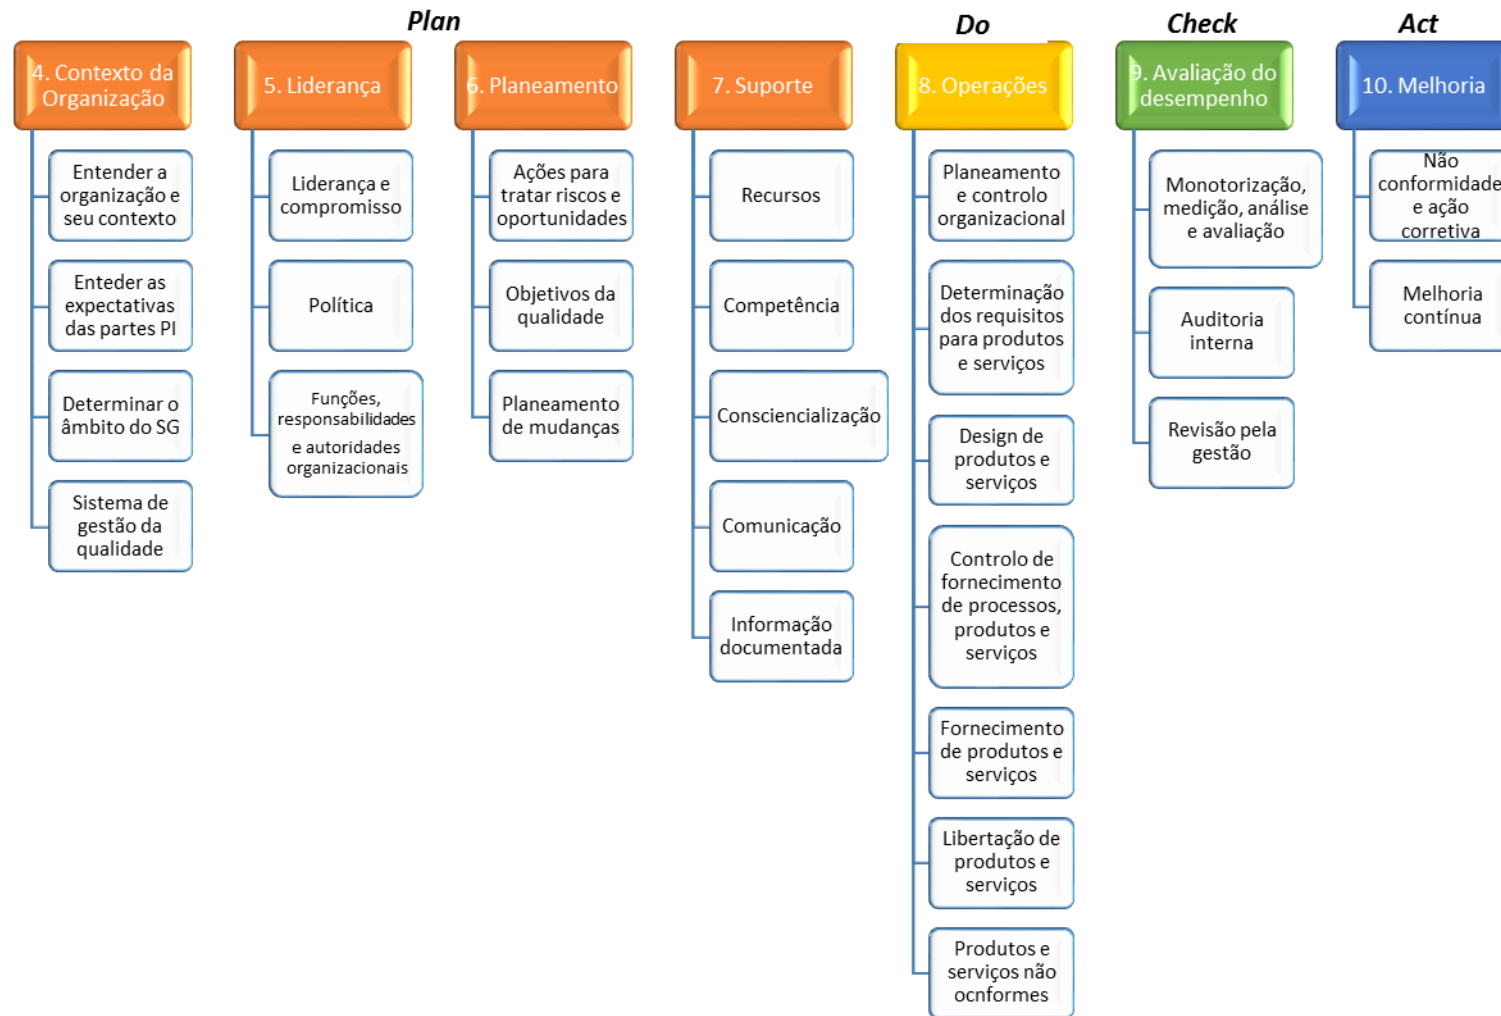 Plan
Do
Check
Act
4. Contexto da
Organização
Entender a
organização e
seu contexto
Enteder as
expectativas
das partes PI
Determinar o
âmbito do SG
Sistema de
gestão da
qualidade
5. Liderança
Liderança e
compromisso
Política
Funções,
responsabilidades
e autoridades
organizacionais
6. Planeamento
Ações para
tratar riscos e
oportunidades
Objetivos da
qualidade
Planeamento
de mudanças
7. Suporte
Recursos
Competência
Consciencialização
Comunicação
Informação
documentada
8. Operações
Planeamento
e controlo
organizacional
Determinação
dos requisitos
para produtos
e serviços
Design de
produtos e
serviços
Controlo de
fornecimento
de processos,
produtos e
serviços
Fornecimento
de produtos e
serviços
Libertação de
produtos e
serviços
Produtos e
serviços não
ocnformes
9. Avaliação do
desempenho
Monotorização,
medição, análise
e avaliação
Auditoria
interna
Revisão pela
gestão
10. Melhoria
Não
conformidade
e ação
corretiva
Melhoria
contínua